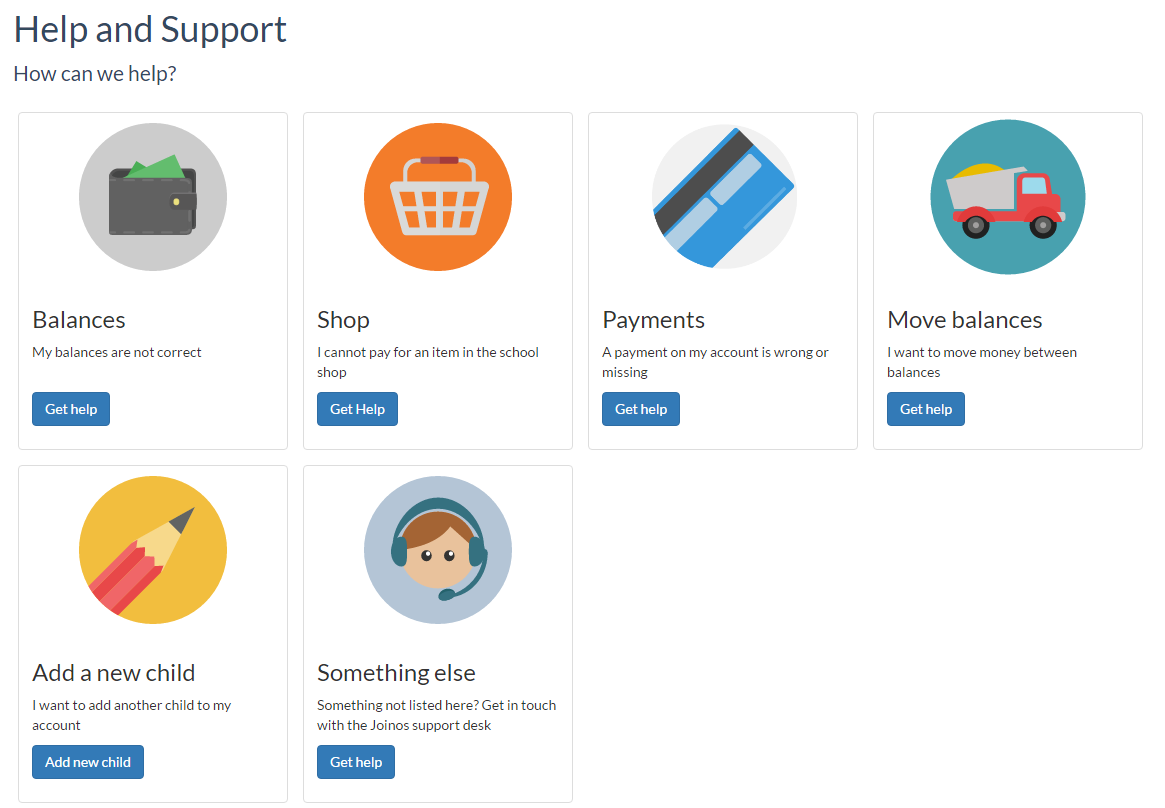 Help and Support
How can we help?
Balances
My balances are not correct
Get help
Shop
I cannot pay for an item in the school
shop
Get Help
Payments
A payment on my account is wrong or
missing
Get help
Move balances
I want to move money between
balances
Get help
Add a new child
I want to add another child to my
account
Add new child
Something else
Something not listed here? Get in touch
with the Joinos support desk
Get help